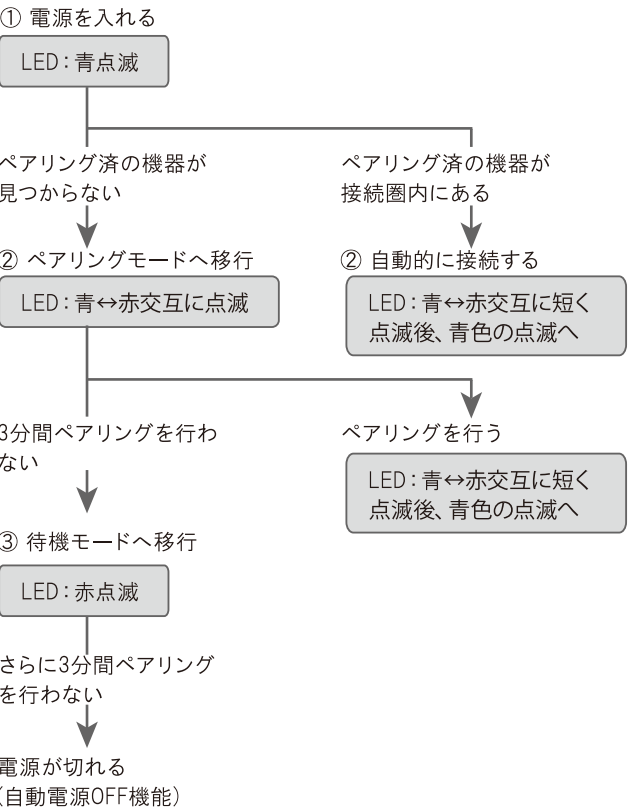 ① 電源を入れる
LED：青点滅
ペアリング済の機器が
見つからない
ペアリング済の機器が
接続圏内にある
② ペアリングモードへ移行
LED：青↔赤交互に点滅
② 自動的に接続する
LED：青↔赤交互に短く
点滅後、青色の点滅へ
3分間ペアリングを行わ
ない
ペアリングを行う
LED：青↔赤交互に短く
点滅後、青色の点滅へ
③ 待機モードへ移行
LED：赤点滅
さらに3分間ペアリング
を行わない
電源が切れる
(自動電源OFF機能)